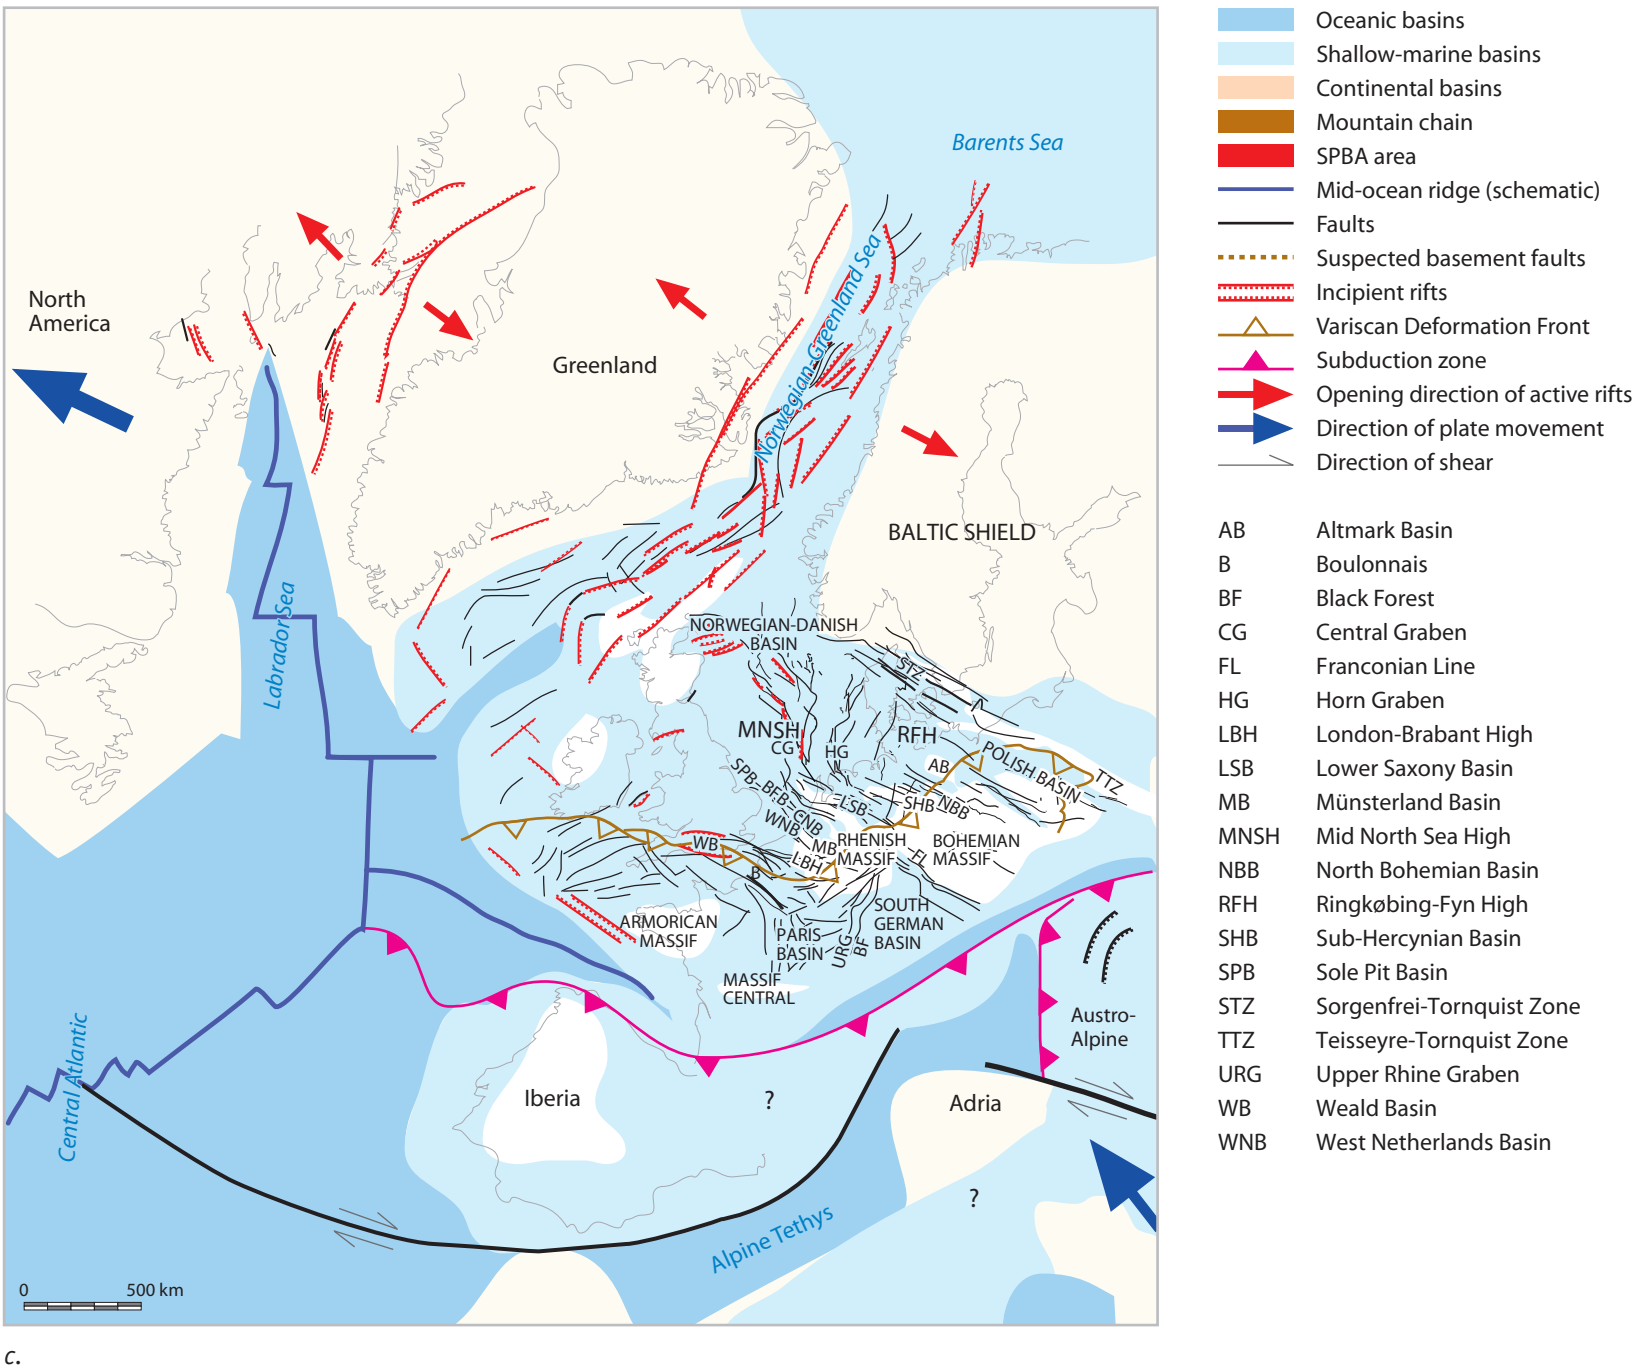 Barents Sea
Norwegian-Greenland Sea
North
America
Greenland
BALTIC SHIELD
Labrador Sea
NORWEGIAN-DANISH
BASIN
STZ
MNSH
CG
HG
RFH
AB
POLISH BASIN
TTZ
SPB
BFB
CNB
WNB
LSB
SHB
NBB
WB
MB
LBH
RHENISH
MASSIF
FL
BOHEMIAN
MASSIF
B
ARMORICAN
MASSIF
PARIS
BASIN
URG
BF
SOUTH
GERMAN
BASIN
MASSIF
CENTRAL
Austro-
Alpine
Central Atlantic
Iberia
?
Adria
?
Alpine Tethys
0 500 km
c.
Oceanic basins
Shallow-marine basins
Continental basins
Mountain chain
SPBA area
Mid-ocean ridge (schematic)
Faults
Suspected basement faults
Incipient rifts
Variscan Deformation Front
Subduction zone
Opening direction of active rifts
Direction of plate movement
Direction of shear
AB Altmark Basin
B Boulonnais
BF Black Forest
CG Central Graben
FL Franconian Line
HG Horn Graben
LBH London-Brabant High
LSB Lower Saxony Basin
MB Münsterland Basin
MNSH Mid North Sea High
NBB North Bohemian Basin
RFH Ringkøbing-Fyn High
SHB Sub-Hercynian Basin
SPB Sole Pit Basin
STZ Sorgenfrei-Tornquist Zone
TTZ Teisseyre-Tornquist Zone
URG Upper Rhine Graben
WB Weald Basin
WNB West Netherlands Basin